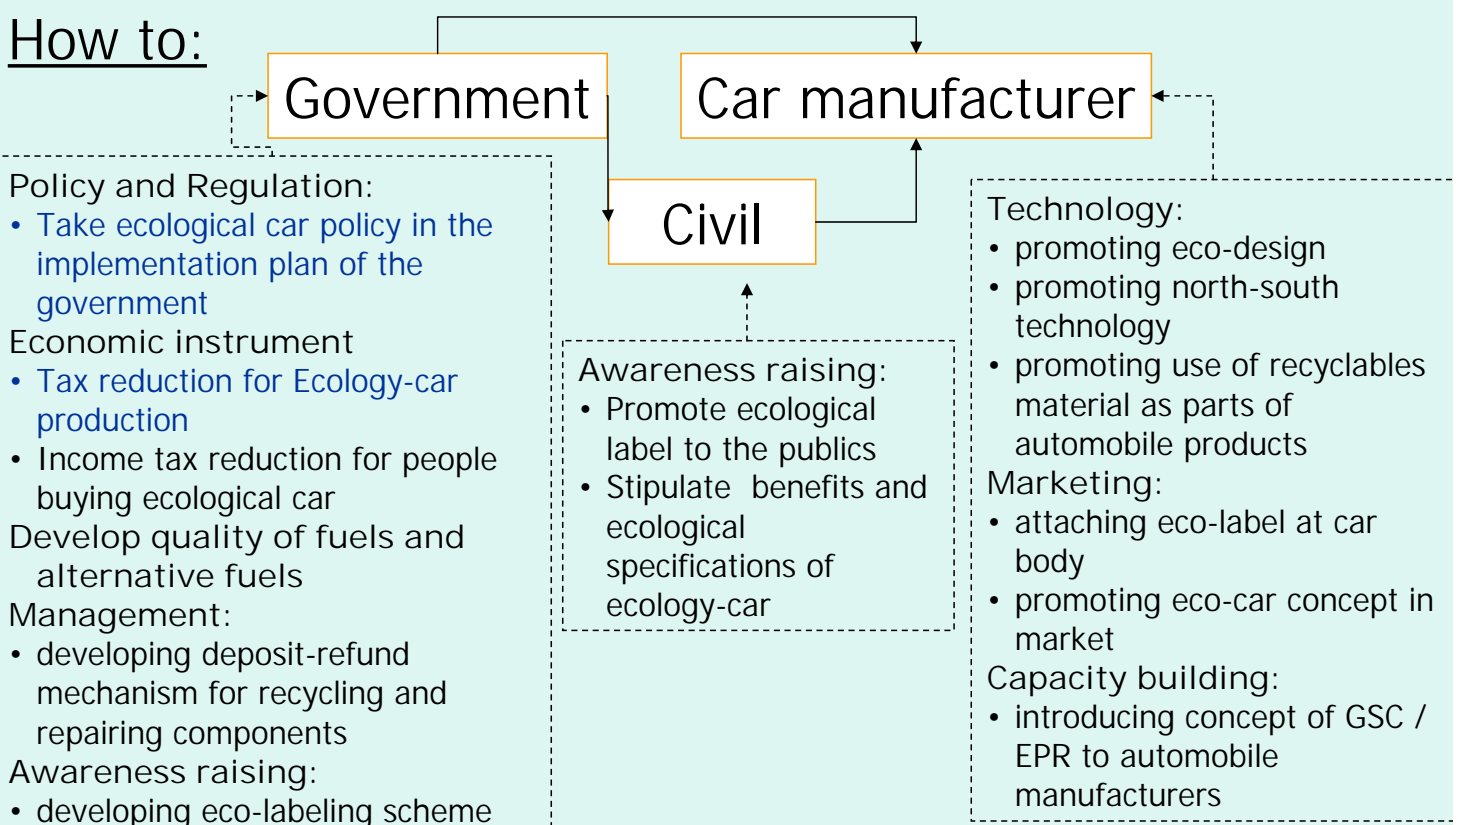 How to:
Government
Car manufacturer
Civil
Policy and Regulation:
• Take ecological car policy in the
implementation plan of the
government
Economic instrument
• Tax reduction for Ecology-car
production
• Income tax reduction for people
buying ecological car
Develop quality of fuels and
alternative fuels
Management:
• developing deposit-refund
mechanism for recycling and
repairing components
Awareness raising:
• developing eco-labeling scheme
Awareness raising:
• Promote ecological
label to the publics
• Stipulate benefits and
ecological
specifications of
ecology-car
Technology:
• promoting eco-design
• promoting north-south
technology
• promoting use of recyclables
material as parts of
automobile products
Marketing:
• attaching eco-label at car
body
• promoting eco-car concept in
market
Capacity building:
• introducing concept of GSC /
EPR to automobile
manufacturers